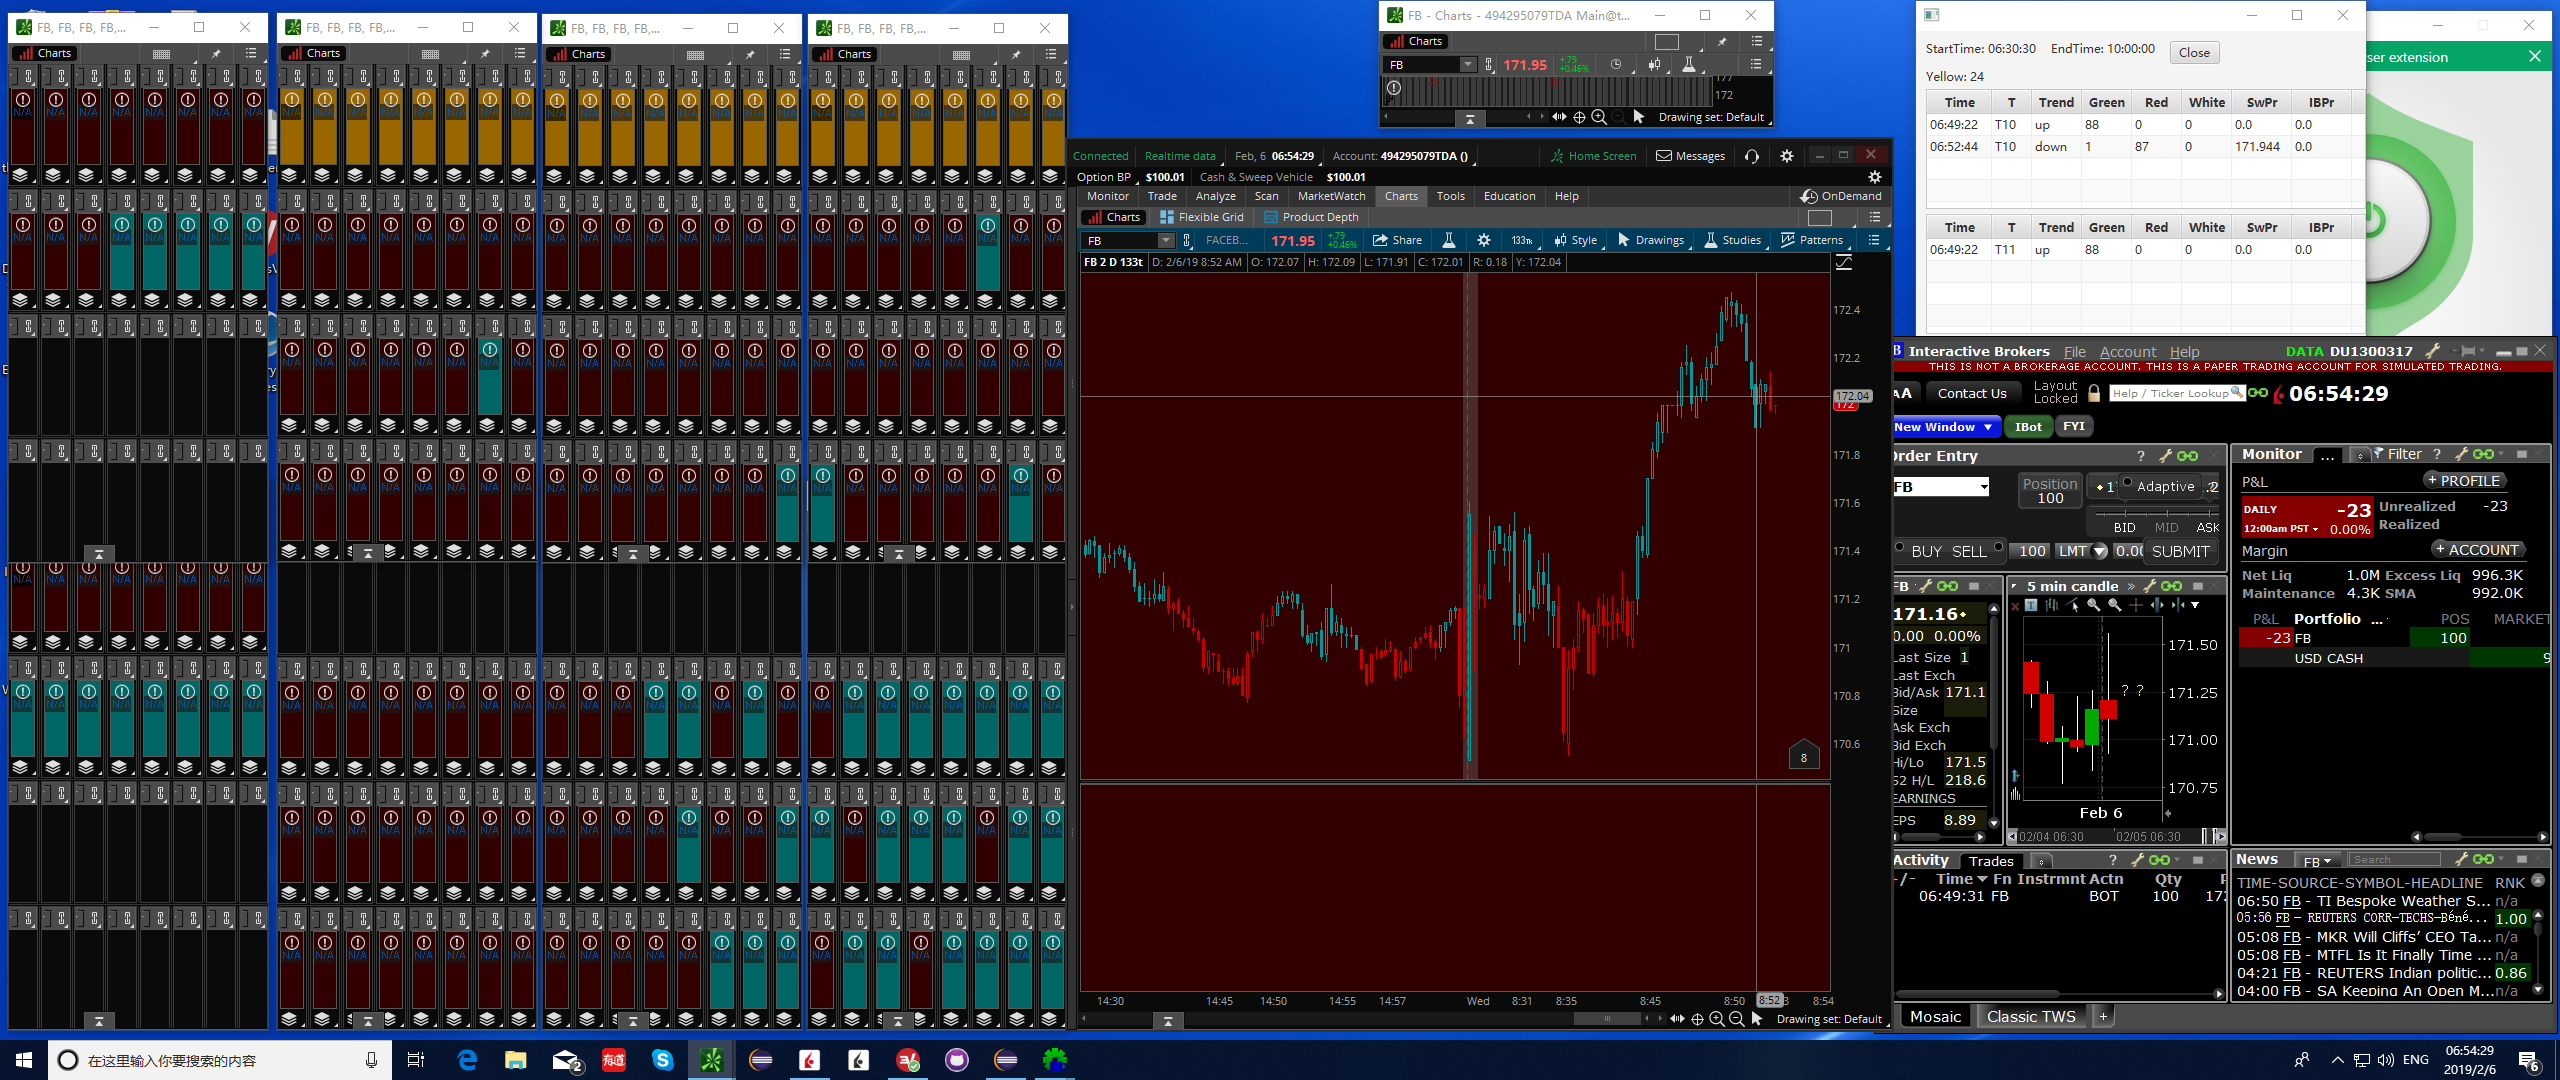 FB, FB, FB, FB,...
Charts
FB, FB, FB, FB,...
Charts
FB, FB, FB, FB,...
Charts
FB, FB, FB, FB,...
Charts
N/A
FB - Charts - 494295079TDA Main@t...
Charts
FB 171.95 +.79 +0.46%
177
172
Drawing set: Default
Connected Realtime data Feb, 6 06:54:29 Account: 494295079TDA () Home Screen Messages
Option BP $100.01 Cash & Sweep Vehicle $100.01
Monitor Trade Analyze Scan MarketWatch Charts Tools Education Help OnDemand
Charts Flexible Grid Product Depth
FB FACEB... 171.95 +.79 +0.46% Share 133tk Style Drawings Studies Patterns
FB 2 D 133t D: 2/6/19 8:52 AM O: 172.07 H: 172.09 L: 171.91 C: 172.01 R: 0.18 Y: 172.04
172.4
172.2
172.04
172
171.8
171.6
171.4
171.2
171
170.8
170.6
8
14:30 14:45 14:50 14:55 14:57 Wed 8:31 8:35 8:45 8:50 8:52 8:54
Drawing set: Default
StartTime: 06:30:30 EndTime: 10:00:00 Close
Yellow: 24
Time T Trend Green Red White SwPr IBPr
06:49:22 T10 up 88 0 0 0.0 0.0
06:52:44 T10 down 1 87 0 171.944 0.0
Time T Trend Green Red White SwPr IBPr
06:49:22 T11 up 88 0 0 0.0 0.0
ser extension
Interactive Brokers File Account Help DATA DU1300317
THIS IS NOT A BROKERAGE ACCOUNT. THIS IS A PAPER TRADING ACCOUNT FOR SIMULATED TRADING.
Contact Us Layout Locked Help / Ticker Lookup 06:54:29
New Window IBot FYI
Order Entry
FB Position 100 Adaptive
BID MID ASK
BUY SELL 100 LMT 0.00 SUBMIT
FB
171.16
0.00 0.00%
Last Size 1
Last Exch
Bid/Ask 171.1
Size
Ask Exch
Bid Exch
Hi/Lo 171.5
52 H/L 218.6
EARNINGS
EPS 8.89
5 min candle
171.50
171.25
171.00
170.75
? ?
Feb 6
02/04 06:30 02/05 06:30
Monitor ... Filter ?
P&L + PROFILE
DAILY -23 Unrealized -23
12:00am PST 0.00% Realized
Margin + ACCOUNT
Net Liq 1.0M Excess Liq 996.3K
Maintenance 4.3K SMA 992.0K
P&L Portfolio ... POS MARKET
-23 FB 100
USD CASH 9
Activity Trades
-/- Time Fn Instrmnt Actn Qty P
06:49:31 FB BOT 100 172
News FB Search
TIME-SOURCE-SYMBOL-HEADLINE RNK
06:50 FB - TI Bespoke Weather S... n/a
05:56 FB - REUTERS CORR-TECHS-Béné... 1.00
05:08 FB - MKR Will Cliffs' CEO Ta... n/a
05:08 FB - MTFL Is It Finally Time ... n/a
04:21 FB - REUTERS Indian politic... 0.86
04:00 FB - SA Keeping An Open M... n/a
Mosaic Classic TWS +
在这里输入你要搜索的内容
2
有道
ENG
06:54:29
2019/2/6
6